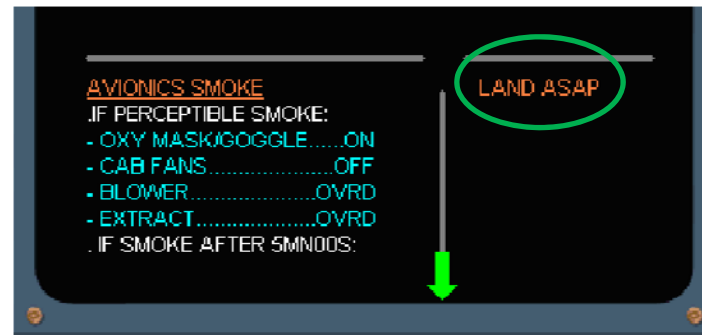 AVIONICS SMOKE
.IF PERCEPTIBLE SMOKE:
- OXY MASK/GOGGLE......ON
- CAB FANS.....................OFF
- BLOWER.....................OVRD
- EXTRACT....................OVRD
. IF SMOKE AFTER 5MN00S:
LAND ASAP